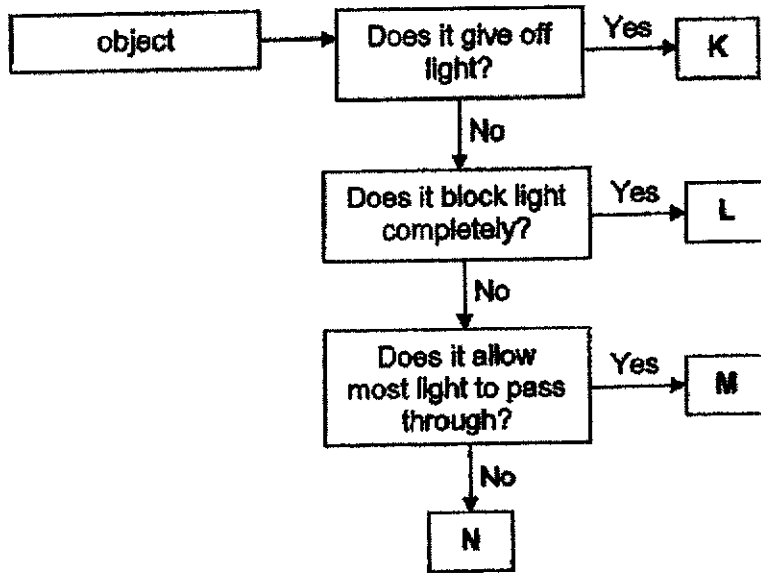 object
Does it give off
light?
Yes
K
No
Does it block light
completely?
Yes
L
No
Does it allow
most light to pass
through?
Yes
M
No
N